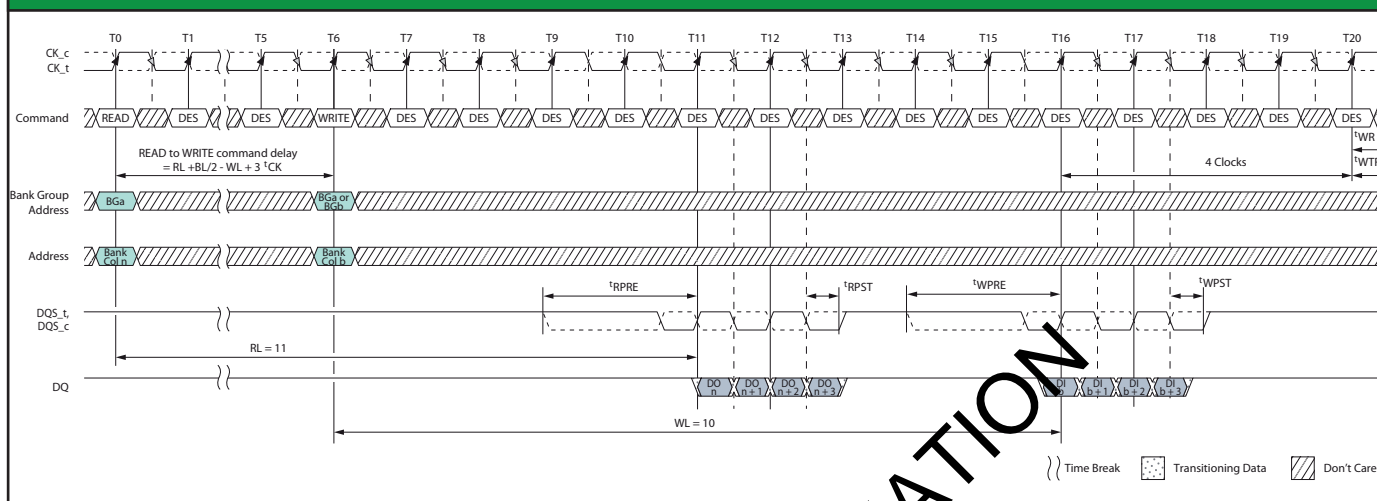 T0 T1 T5 T6 T7 T8 T9 T10 T11 T12 T13 T14 T15 T16 T17 T18 T19 T20
CK_c
CK_t
Command READ DES DES WRITE DES DES DES DES DES DES DES DES DES DES DES DES DES DES
tWR
READ to WRITE command delay
= RL +BL/2 - WL + 3 tCK
4 Clocks
Bank Group
Address
BGa
BGa or
BGb
Address
Bank
Col n
Bank
Col b
tRPRE tRPST tWPRE tWPST
DQS_t,
DQS_c
RL = 11
DQ
DO
n
DO
n + 1
DO
n + 2
DO
n + 3
DI
DI
b + 1
DI
b + 2
DI
b + 3
WL = 10
ATION
Time Break Transitioning Data Don't Care